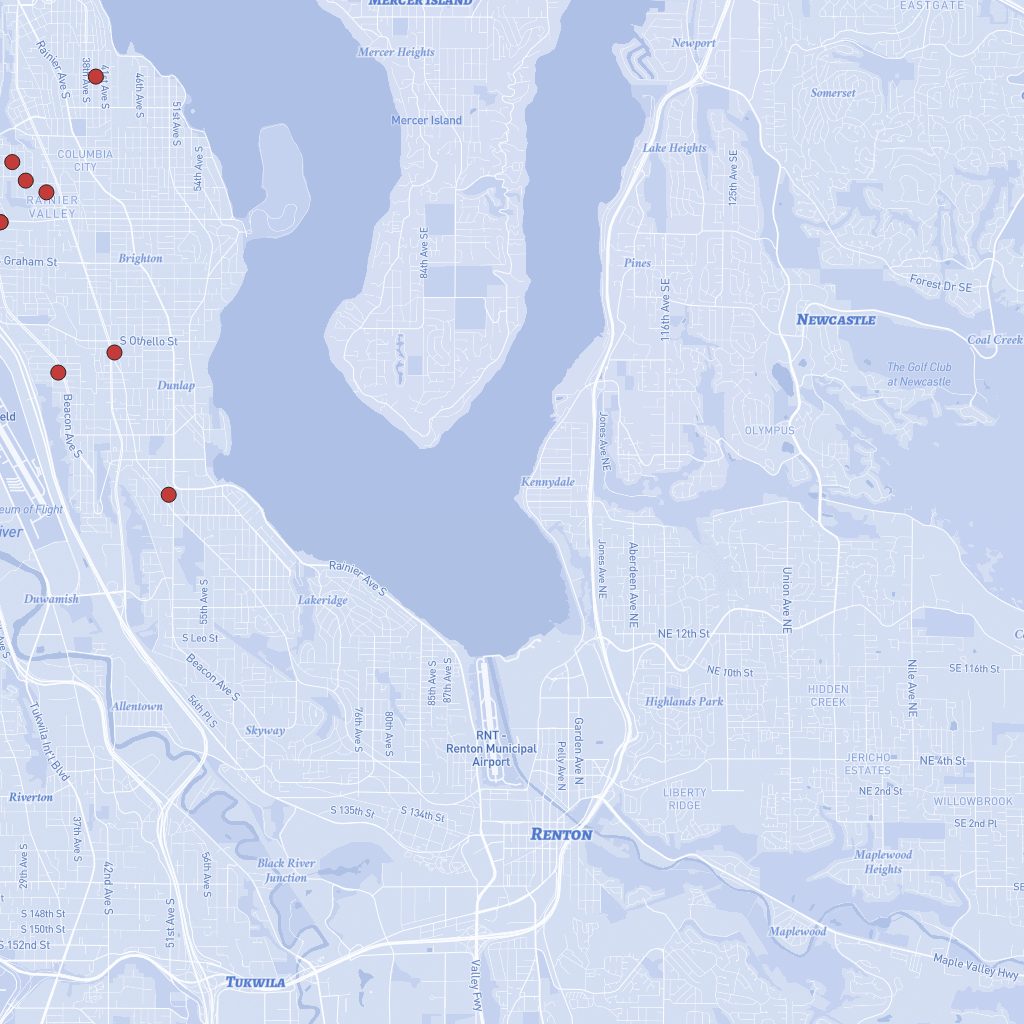 MERCER ISLAND
EASTGATE
Mercer Heights
Newport
Rainier Ave S
38th Ave S
41st Ave S
46th Ave S
51st Ave S
54th Ave S
Somerset
Mercer Island
COLUMBIA
CITY
Lake Heights
125th Ave SE
RAINIER
VALLEY
84th Ave SE
Graham St
Brighton
Pines
116th Ave SE
Forest Dr SE
NEWCASTLE
Coal Creek
S Othello St
The Golf Club
at Newcastle
Dunlap
Beacon Ave S
eld
Jones Ave NE
OLYMPUS
Kennydale
eum of Flight
iver
Rainier Ave S
Jones Ave NE
Aberdeen Ave NE
Union Ave NE
Duwamish
55th Ave S
Lakeridge
S Leo St
NE 12th St
Beacon Ave S
85th Ave S
87th Ave S
NE 10th St
SE 116th St
Nile Ave NE
HIDDEN
CREEK
56th Pl S
Allentown
Highlands Park
Tukwila Int'l Blvd
Skyway
76th Ave S
80th Ave S
RNT -
Renton Municipal
Airport
Garden Ave N
Pelly Ave N
JERICHO
ESTATES
NE 4th St
NE 2nd St
Riverton
LIBERTY
RIDGE
WILLOWBROOK
S 135th St
S 134th St
SE 2nd Pl
RENTON
37th Ave S
29th Ave S
42nd Ave S
56th Ave S
51st Ave S
Black River
Junction
Maplewood
Heights
S 148th St
S 150th St
S 152nd St
Maplewood
Maple Valley Hwy
TUKWILA
Valley Fwy